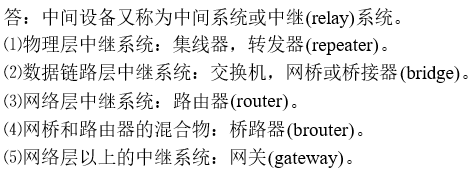 答：中间设备又称为中间系统或中继(relay)系统。
⑴物理层中继系统：集线器，转发器(repeater)。
⑵数据链路层中继系统：交换机，网桥或桥接器(bridge)。
⑶网络层中继系统：路由器(router)。
⑷网桥和路由器的混合物：桥路器(brouter)。
⑸网络层以上的中继系统：网关(gateway)。